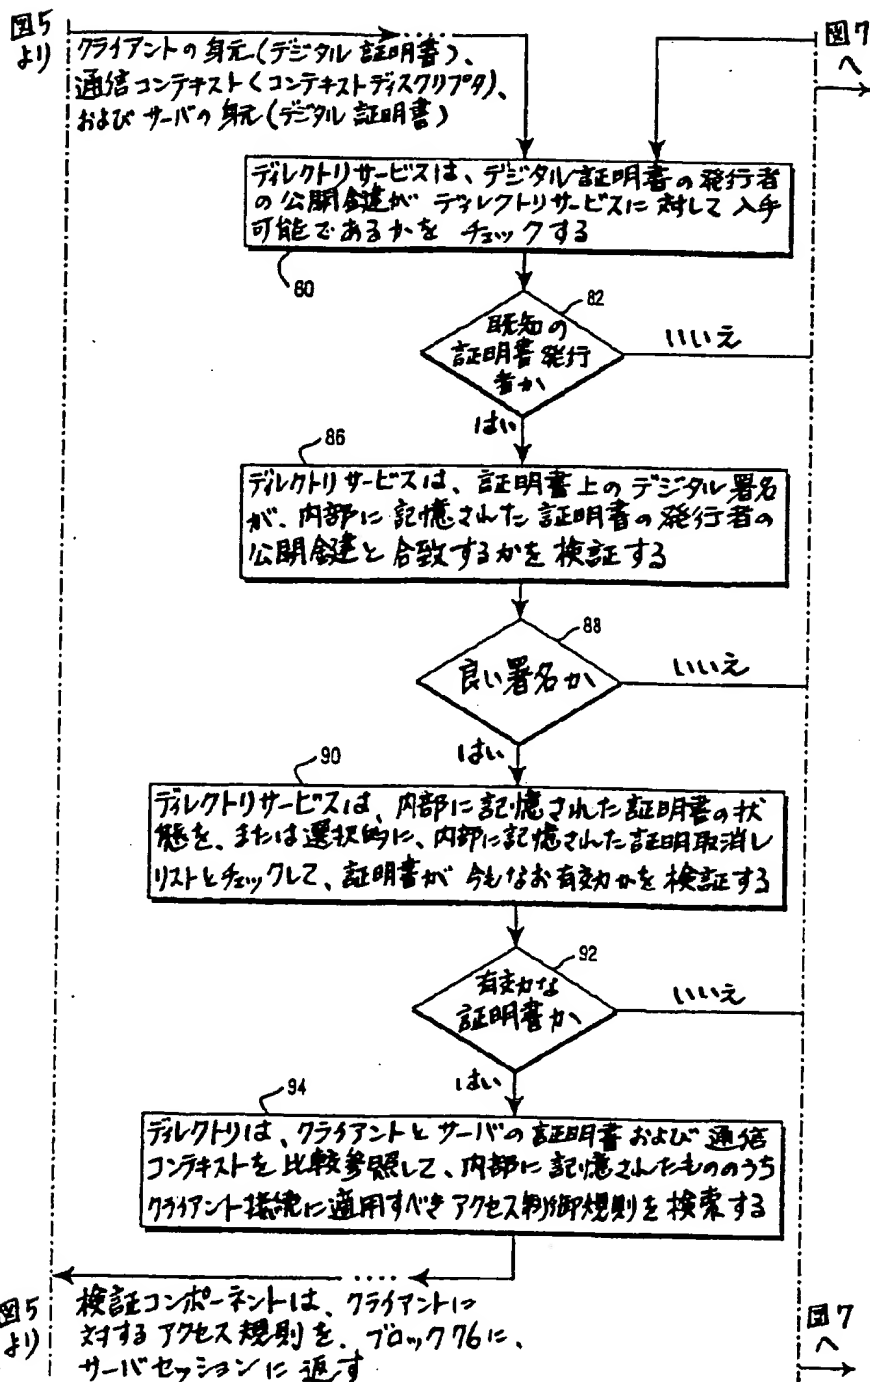 図5
より
クライアントの身元(デジタル証明書)、
通信コンテキスト(コンテキストディスクリプタ)、
およびサーバの身元(デジタル証明書)
図7
へ
ディレクトリサービスは、デジタル証明書の発行者
の公開鍵がディレクトリサービスに対して入手
可能であるかをチェックする
80
82
既知の
証明書発行
者か
いいえ
はい
86
ディレクトリサービスは、証明書上のデジタル署名
が、内部に記憶された証明書の発行者の
公開鍵と合致するかを検証する
88
良い署名か
いいえ
はい
90
ディレクトリサービスは、内部に記憶された証明書の状
態を、または選択的に、内部に記憶された証明取消し
リストとチェックして、証明書が今もなお有効かを検証する
92
有効な
証明書か
いいえ
はい
94
ディレクトリは、クライアントとサーバの証明書および通信
コンテキストを比較参照して、内部に記憶されたもののうち
クライアント接続に適用すべきアクセス制御規則を検索する
図5
より
検証コンポーネントは、クライアントに
対するアクセス規則を、ブロック76に、
サーバセッションに返す
図7
へ